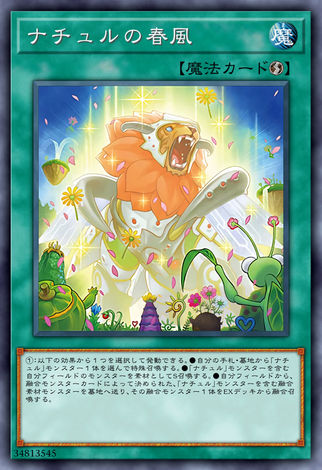 ナチュルの春風
魔
【魔法カード】
①:以下の効果から1つを選択して発動できる。●自分の手札・墓地から「ナチ
ュル」モンスター1体を選んで特殊召喚する。●「ナチュル」モンスターを含む
自分フィールドのモンスターを素材としてS召喚する。●自分フィールドから、
融合モンスターカードによって決められた、「ナチュル」モンスターを含む融合
素材モンスターを墓地へ送り、その融合モンスター1体をEXデッキから融合召
喚する。
34813545